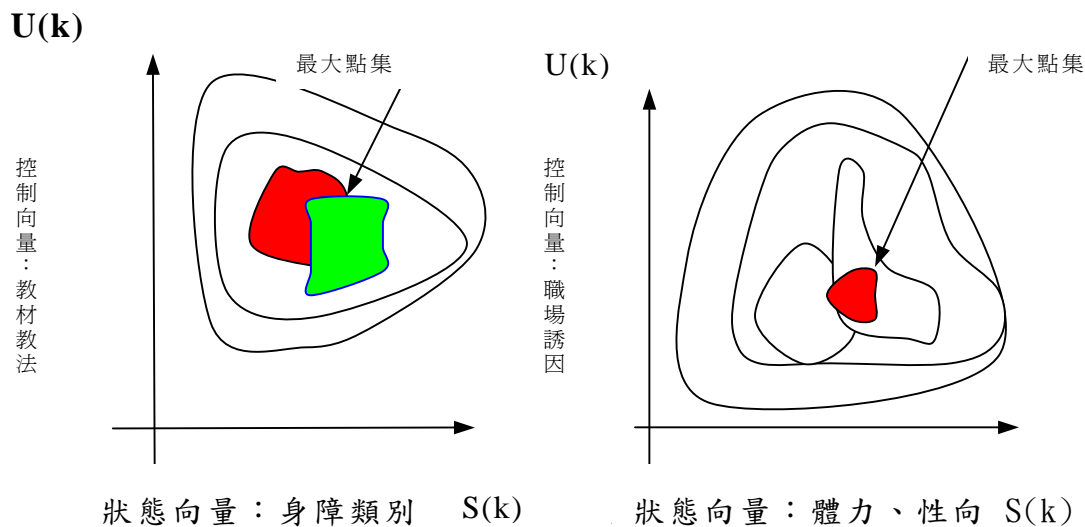 U(k)
最大點集
控制向量：教材教法
狀態向量：身障類別 S(k)
U(k)
最大點集
控制向量：職場誘因
狀態向量：體力、性向 S(k)